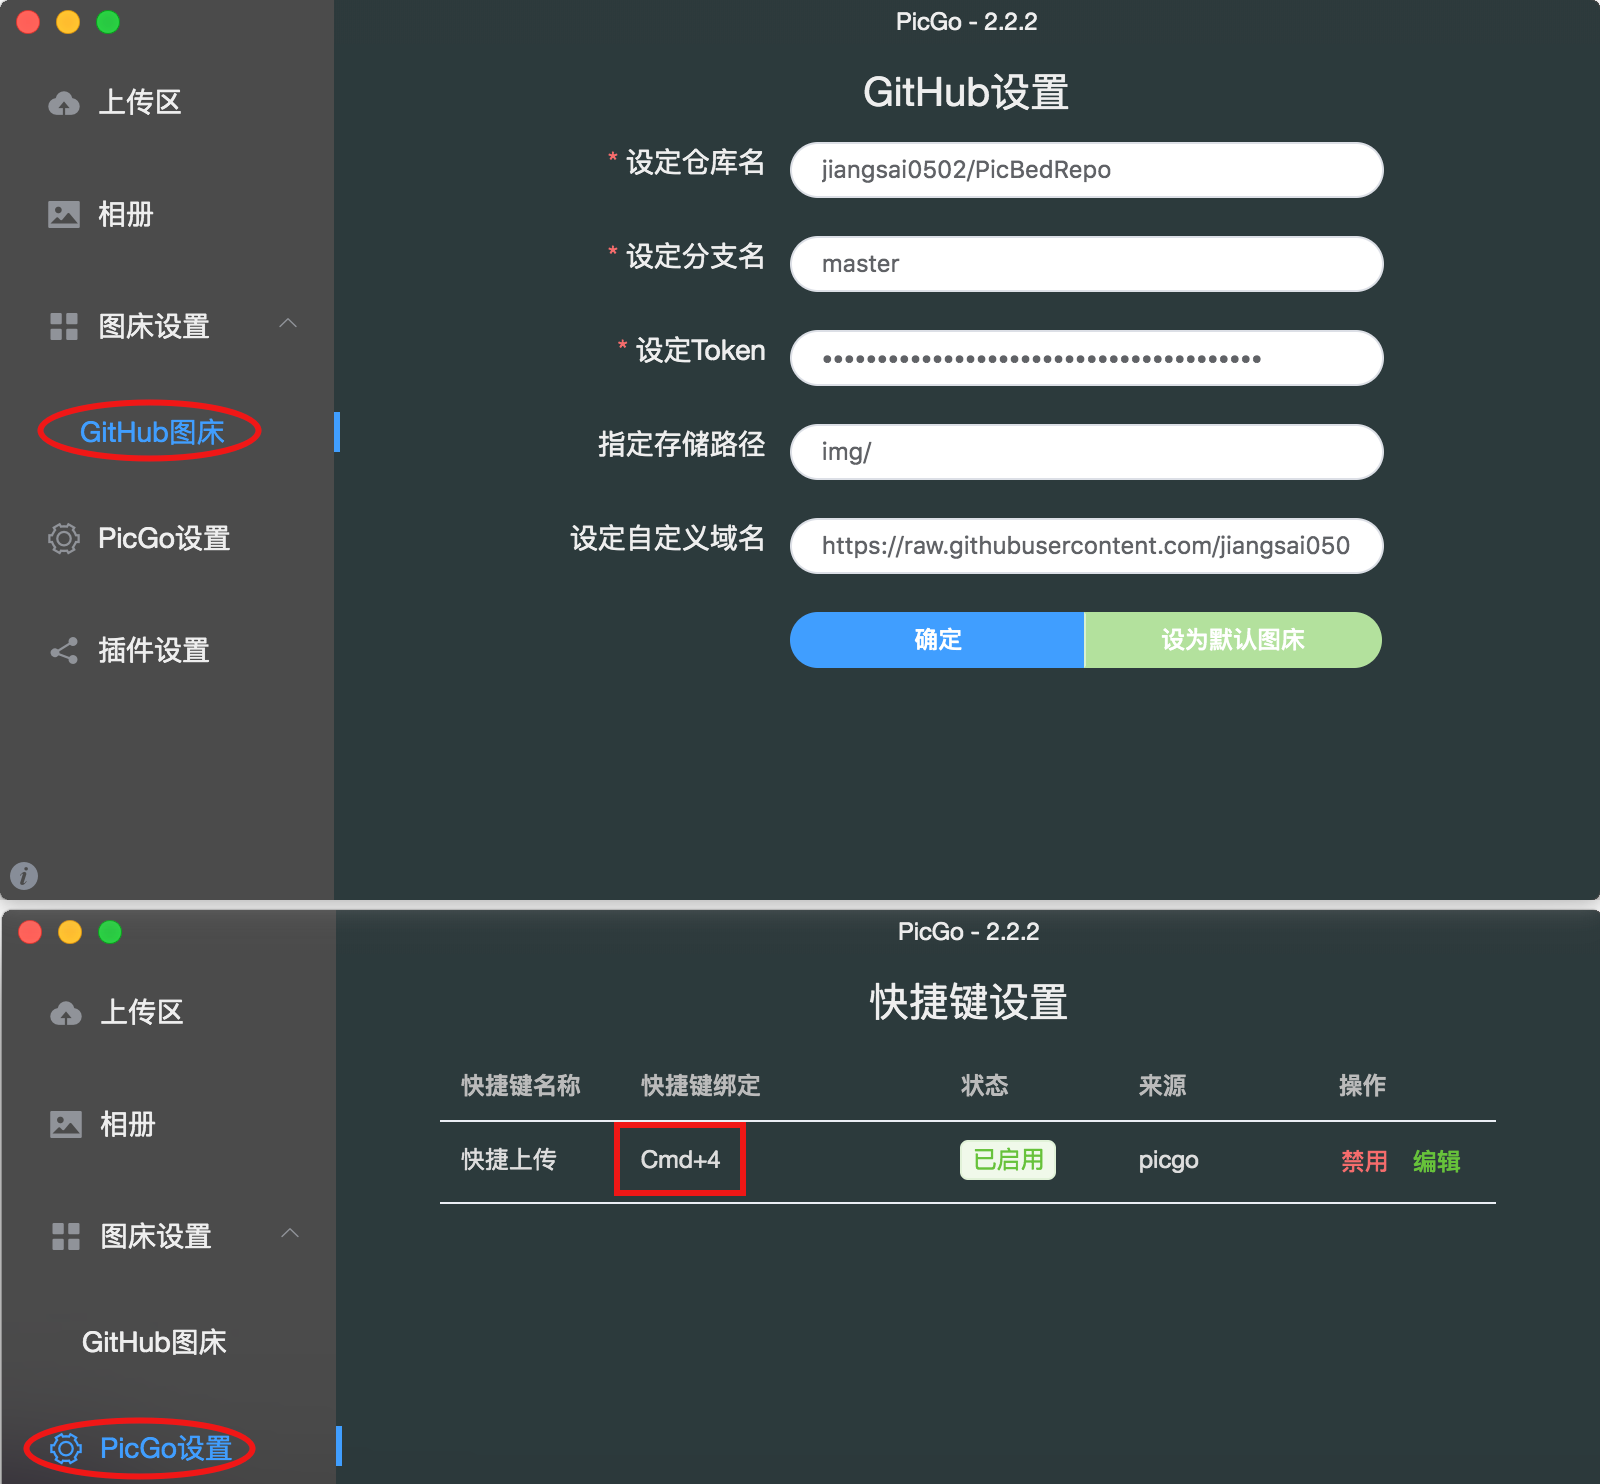 PicGo - 2.2.2
上传区
相册
图床设置
GitHub图床
PicGo设置
插件设置
GitHub设置
* 设定仓库名 jiangsai0502/PicBedRepo
* 设定分支名 master
* 设定Token ••••••••••••••••••••••••••••••••••••••••
指定存储路径 img/
设定自定义域名 https://raw.githubusercontent.com/jiangsai050
确定 设为默认图床
PicGo - 2.2.2
上传区
相册
图床设置
GitHub图床
PicGo设置
快捷键设置
快捷键名称 快捷键绑定 状态 来源 操作
快捷上传 Cmd+4 已启用 picgo 禁用 编辑